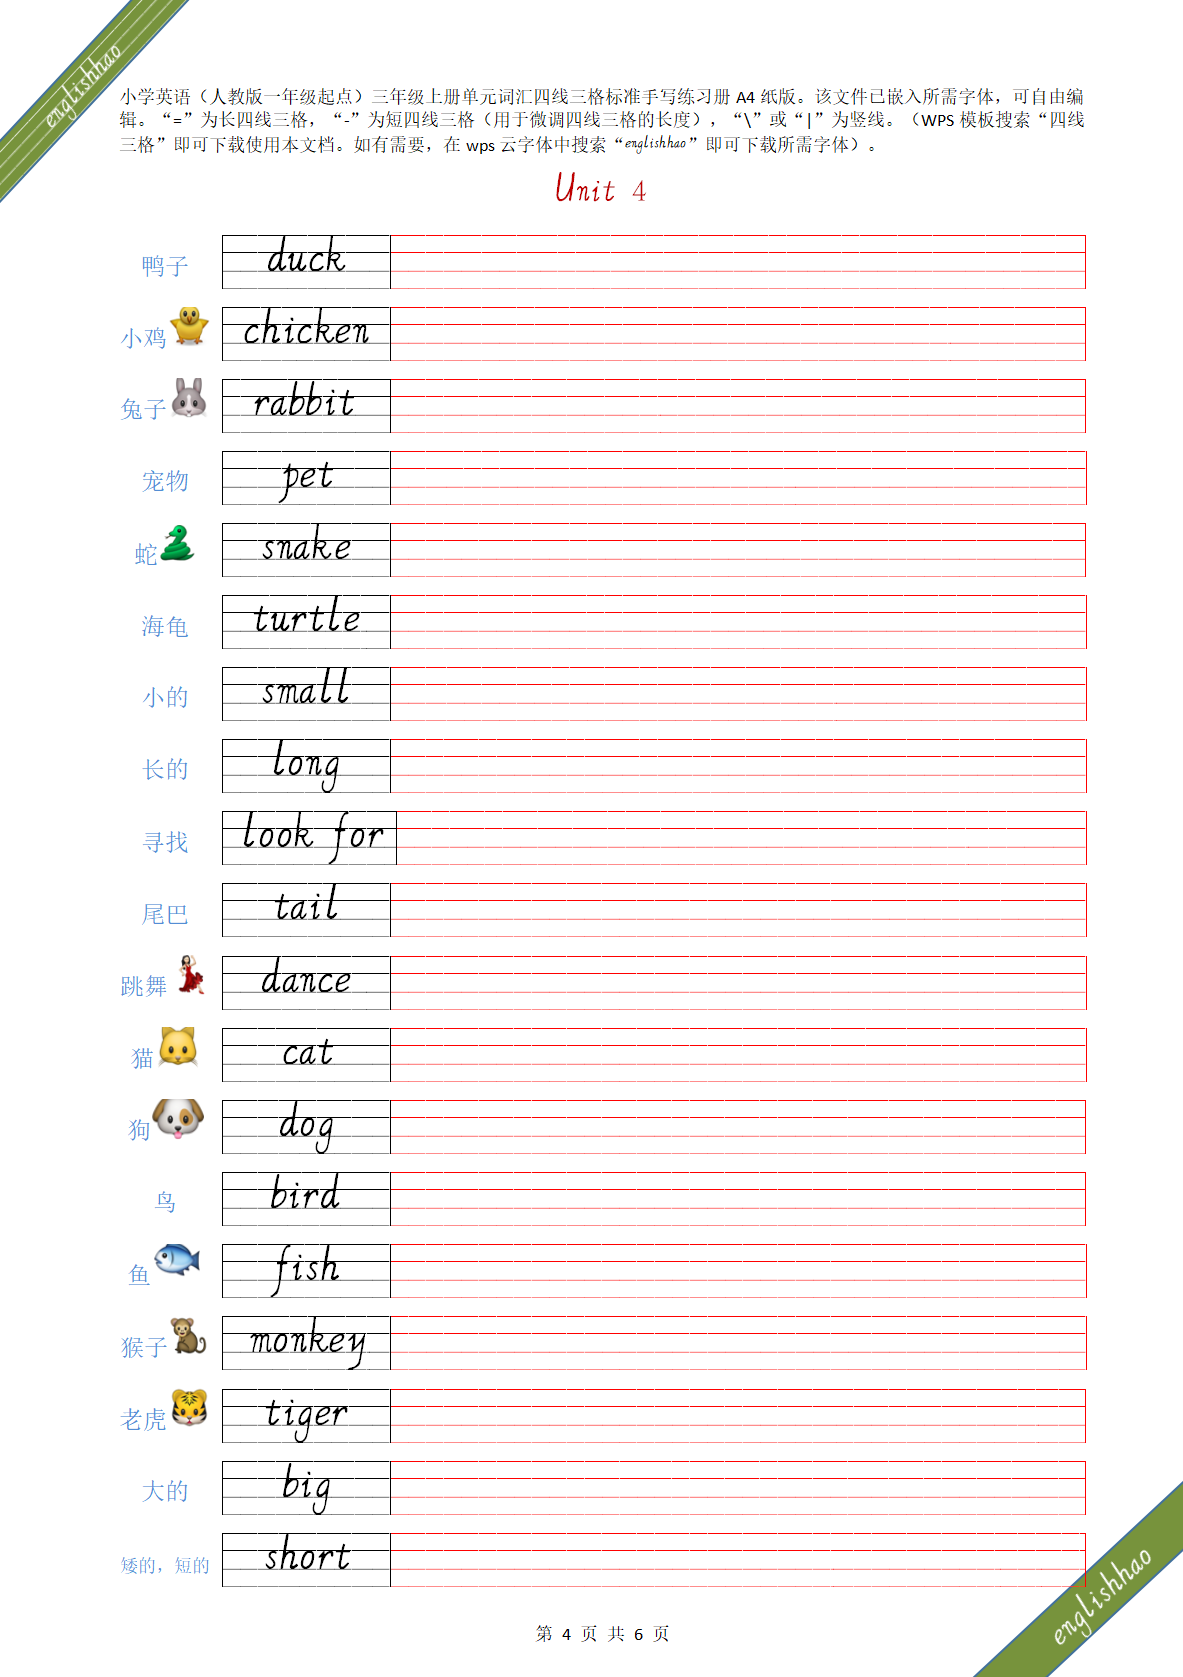 englishhao
小学英语（人教版一年级起点）三年级上册单元词汇四线三格标准手写练习册 A4 纸版。该文件已嵌入所需字体，可自由编
辑。“=”为长四线三格，“-”为短四线三格（用于微调四线三格的长度），“\”或“|”为竖线。（WPS 模板搜索“四线
三格”即可下载使用本文档。如有需要，在 wps 云字体中搜索“englishhao”即可下载所需字体）。
Unit 4
鸭子 duck
小鸡 chicken
兔子 rabbit
宠物 pet
蛇 snake
海龟 turtle
小的 small
长的 long
寻找 look for
尾巴 tail
跳舞 dance
猫 cat
狗 dog
鸟 bird
鱼 fish
猴子 monkey
老虎 tiger
大的 big
矮的，短的 short
englishhao
第 4 页 共 6 页